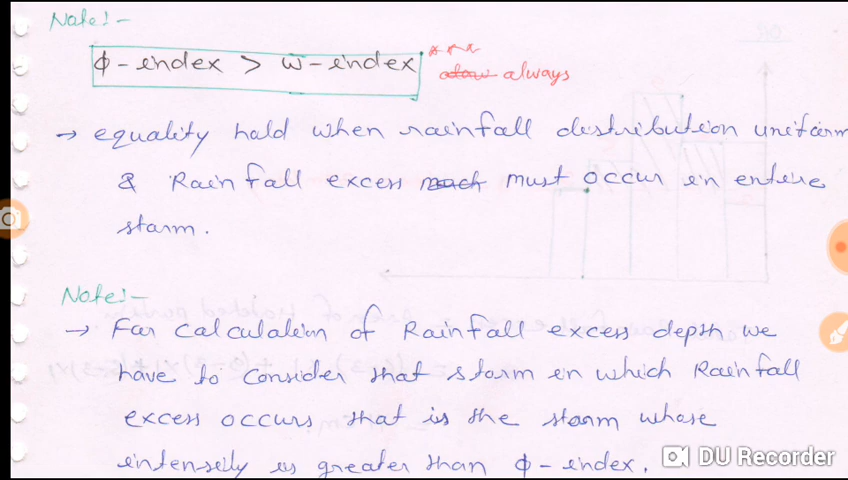 Note:-
ϕ-index > w-index
*** always
→ equality hold when rainfall distribution uniform
& Rainfall excess must occur in entire
storm.
Note:-
→ For calculation of Rainfall excess depth we
have to consider that storm in which Rainfall
excess occurs that is the storm whose
intensity is greater than ϕ-index.
DU Recorder